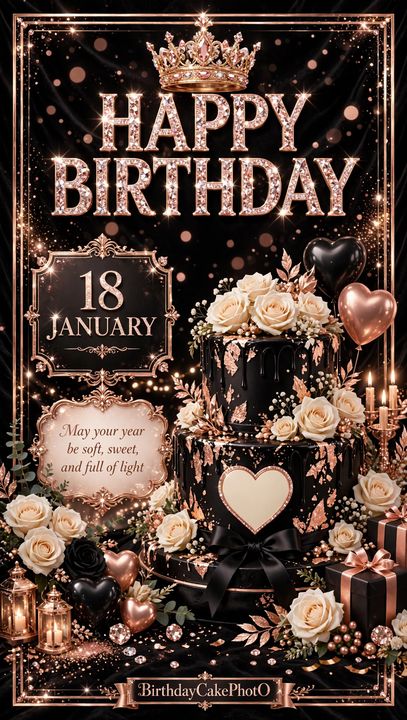 HAPPY
BIRTHDAY
18
JANUARY
May your year
be soft, sweet,
and full of light
BirthdayCakePhotO